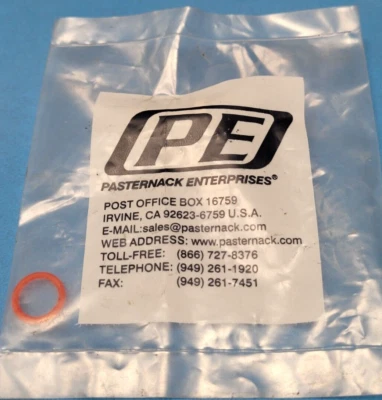 PE
PASTERNACK ENTERPRISES®
POST OFFICE BOX 16759
IRVINE, CA 92623-6759 U.S.A.
E-MAIL:sales@pasternack.com
WEB ADDRESS: www.pasternack.com
TOLL-FREE: (866) 727-8376
TELEPHONE: (949) 261-1920
FAX: (949) 261-7451